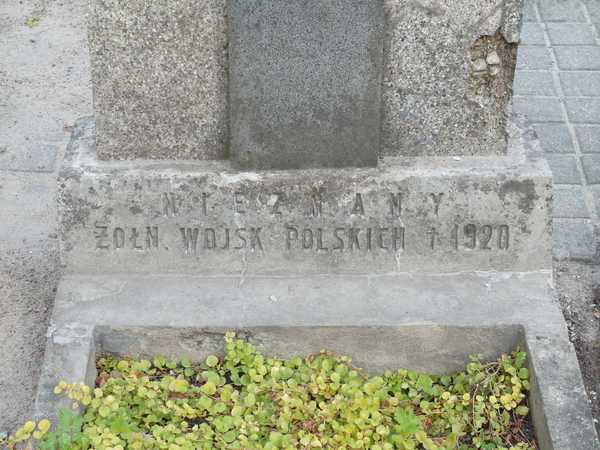 NIEZNANY
ŻOŁN. WOJSK POLSKICH † 1920